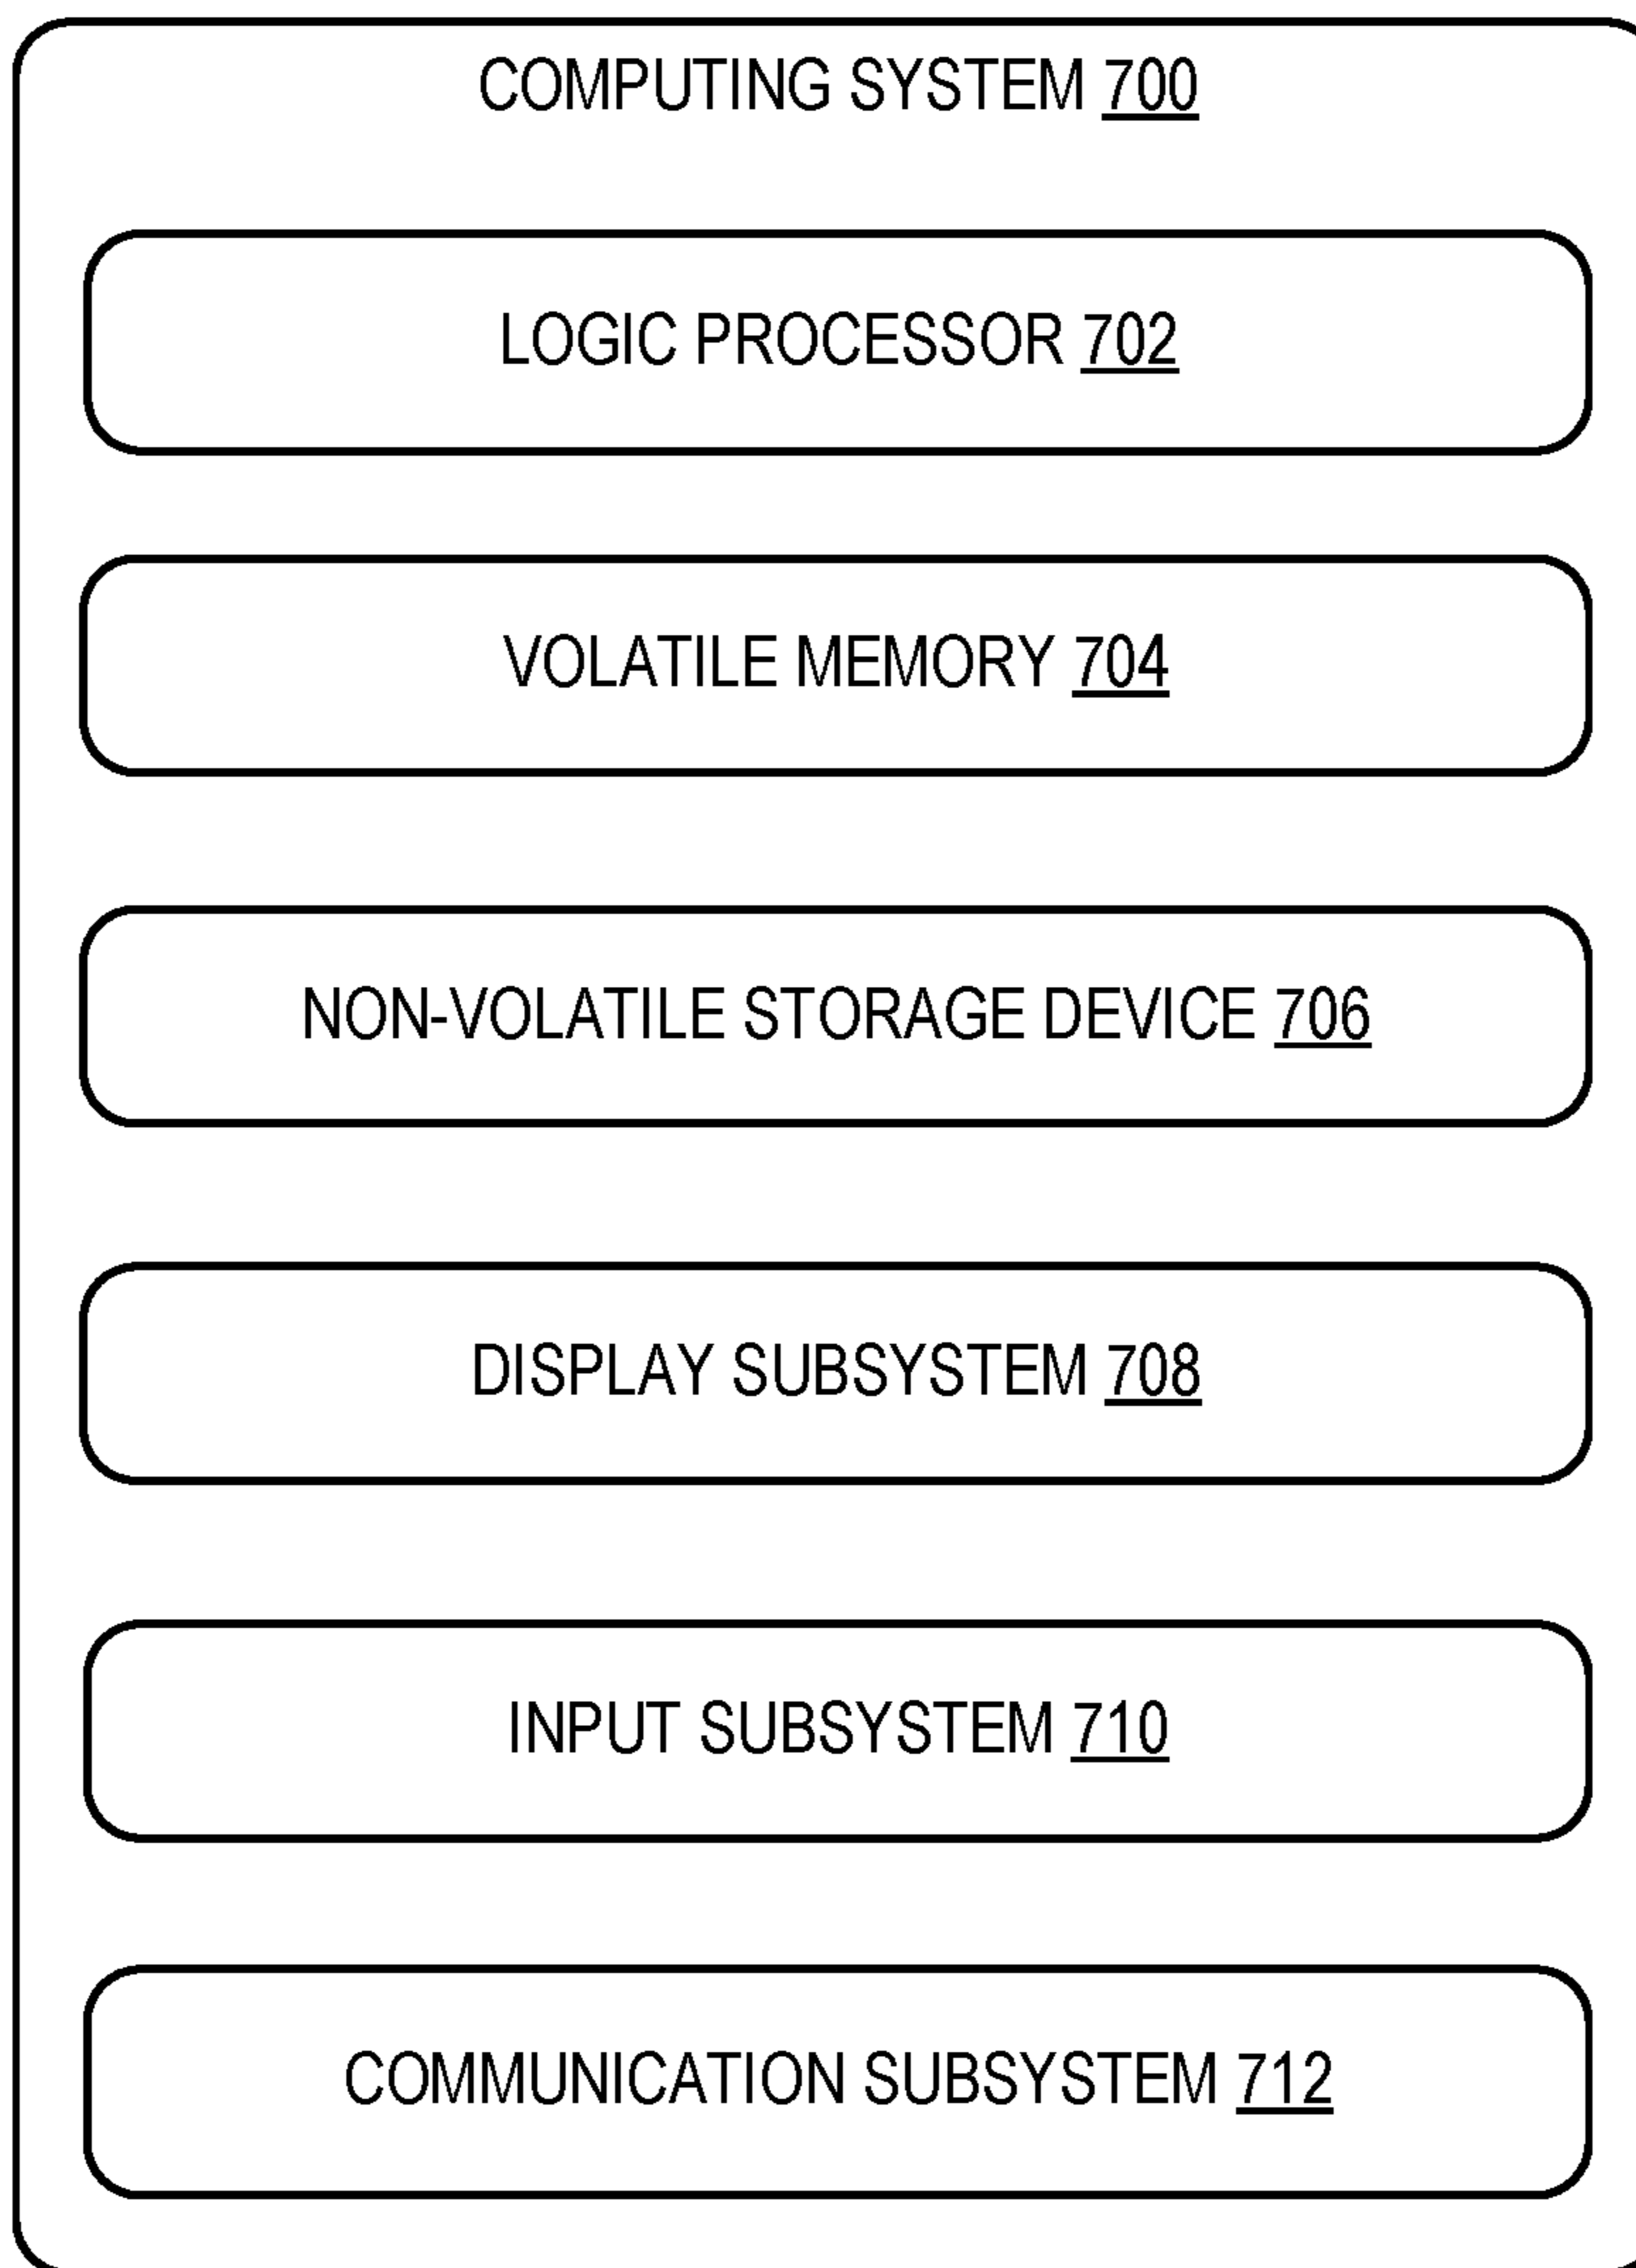 COMPUTING SYSTEM 700
LOGIC PROCESSOR 702
VOLATILE MEMORY 704
NON-VOLATILE STORAGE DEVICE 706
DISPLAY SUBSYSTEM 708
INPUT SUBSYSTEM 710
COMMUNICATION SUBSYSTEM 712